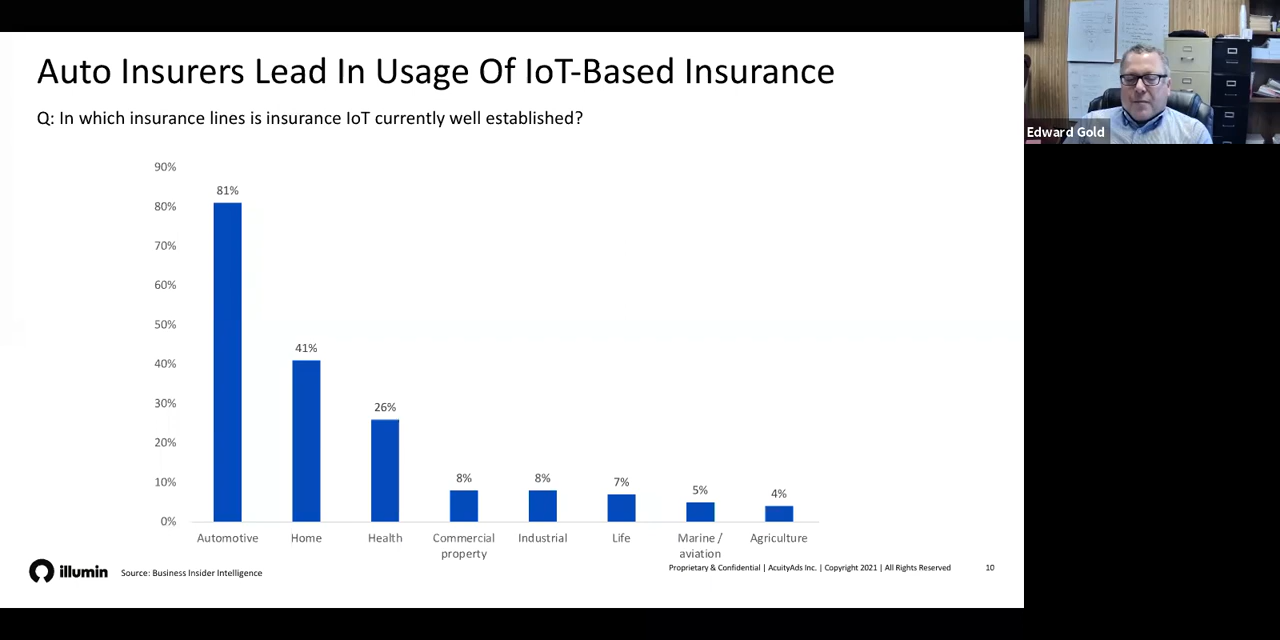 Auto Insurers Lead In Usage Of IoT-Based Insurance
Q: In which insurance lines is insurance IoT currently well established?
Edward Gold
90%
80%
70%
60%
50%
40%
30%
20%
10%
0%
81%
41%
26%
8%
8%
7%
5%
4%
Automotive
Home
Health
Commercial
property
Industrial
Life
Marine /
aviation
Agriculture
illumin
Source: Business Insider Intelligence
Proprietary & Confidential | AcuityAds Inc. | Copyright 2021 | All Rights Reserved
10